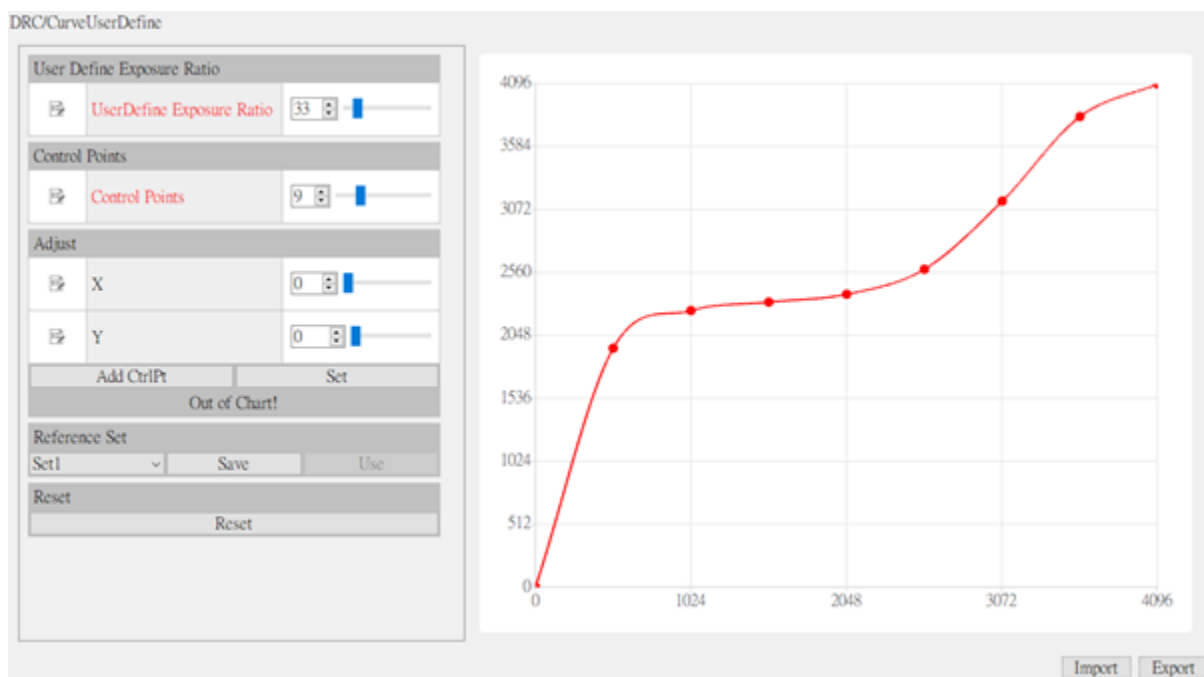 DRC/CurveUserDefine
User Define Exposure Ratio
UserDefine Exposure Ratio 33
Control Points
Control Points 9
Adjust
X 0
Y 0
Add CtrlPt Set
Out of Chart!
Reference Set
Set1 Save Use
Reset
Reset
4096
3584
3072
2560
2048
1536
1024
512
0
0 1024 2048 3072 4096
Import Export